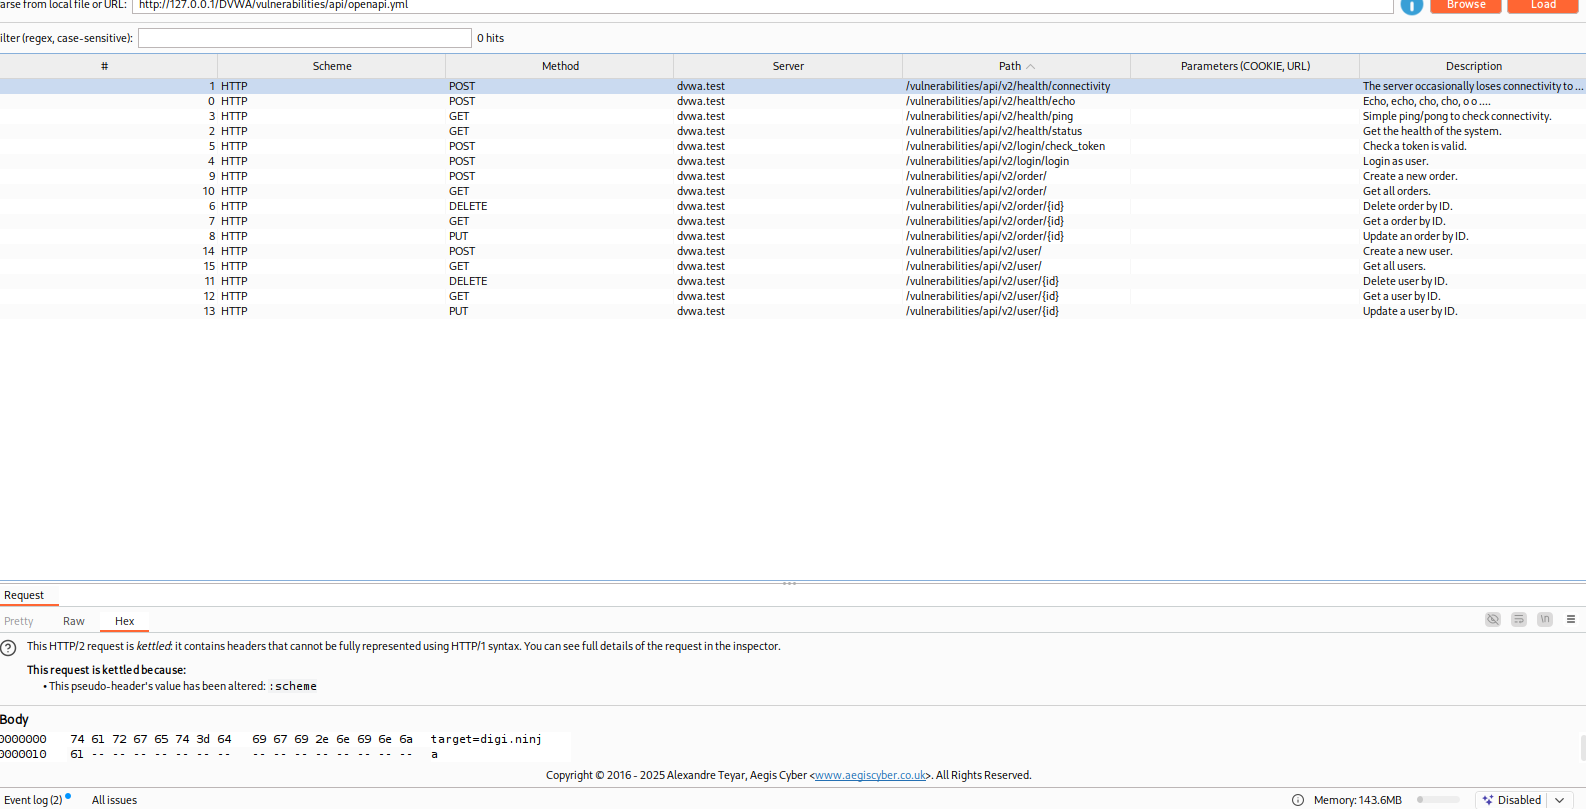 arse from local file or URL: http://127.0.0.1/DVWA/vulnerabilities/api/openapi.yml Browse Load
ilter (regex, case-sensitive): 0 hits
# Scheme Method Server Path Parameters (COOKIE, URL) Description
1 HTTP POST dvwa.test /vulnerabilities/api/v2/health/connectivity The server occasionally loses connectivity to ...
0 HTTP POST dvwa.test /vulnerabilities/api/v2/health/echo Echo, echo, cho, cho, o o ....
3 HTTP GET dvwa.test /vulnerabilities/api/v2/health/ping Simple ping/pong to check connectivity.
2 HTTP GET dvwa.test /vulnerabilities/api/v2/health/status Get the health of the system.
5 HTTP POST dvwa.test /vulnerabilities/api/v2/login/check_token Check a token is valid.
4 HTTP POST dvwa.test /vulnerabilities/api/v2/login/login Login as user.
9 HTTP POST dvwa.test /vulnerabilities/api/v2/order/ Create a new order.
10 HTTP GET dvwa.test /vulnerabilities/api/v2/order/ Get all orders.
6 HTTP DELETE dvwa.test /vulnerabilities/api/v2/order/{id} Delete order by ID.
7 HTTP GET dvwa.test /vulnerabilities/api/v2/order/{id} Get a order by ID.
8 HTTP PUT dvwa.test /vulnerabilities/api/v2/order/{id} Update an order by ID.
14 HTTP POST dvwa.test /vulnerabilities/api/v2/user/ Create a new user.
15 HTTP GET dvwa.test /vulnerabilities/api/v2/user/ Get all users.
11 HTTP DELETE dvwa.test /vulnerabilities/api/v2/user/{id} Delete user by ID.
12 HTTP GET dvwa.test /vulnerabilities/api/v2/user/{id} Get a user by ID.
13 HTTP PUT dvwa.test /vulnerabilities/api/v2/user/{id} Update a user by ID.
Request
Pretty Raw Hex \n
? This HTTP/2 request is kettled: it contains headers that cannot be fully represented using HTTP/1 syntax. You can see full details of the request in the inspector.
This request is kettled because:
• This pseudo-header's value has been altered: :scheme
Body
0000000 74 61 72 67 65 74 3d 64 69 67 69 2e 6e 69 6e 6a target=digi.ninj
0000010 61 -- -- -- -- -- -- -- -- -- -- -- -- -- -- -- a
Copyright © 2016 - 2025 Alexandre Teyar, Aegis Cyber <www.aegiscyber.co.uk>. All Rights Reserved.
Event log (2) All issues Memory: 143.6MB Disabled